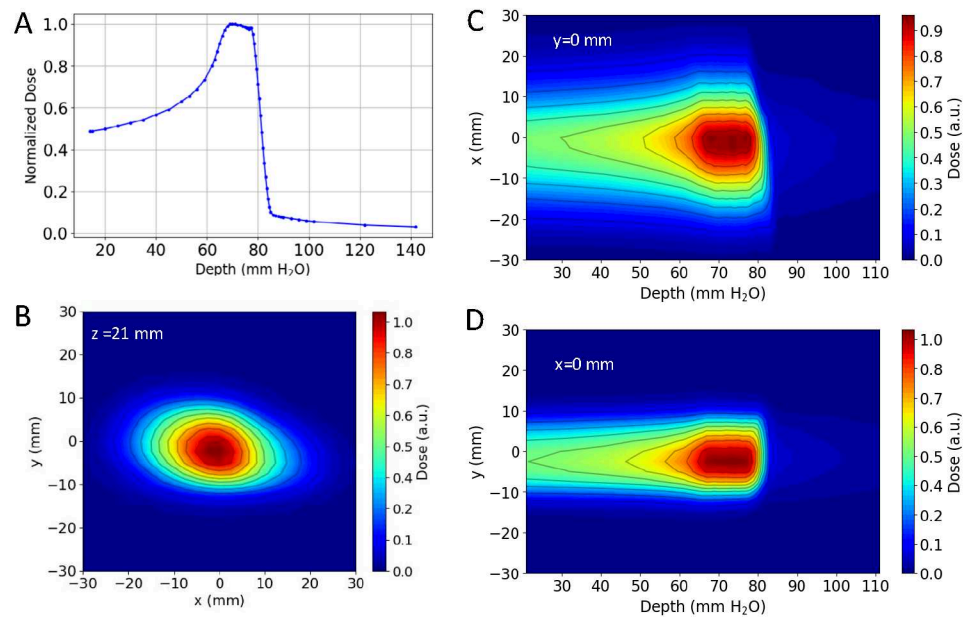 A
Normalized Dose
1.0
0.8
0.6
0.4
0.2
0.0
20 40 60 80 100 120 140
Depth (mm H₂O)
B
z =21 mm
y (mm)
30
20
10
0
−10
−20
−30
−30 −20 −10 0 10 20 30
x (mm)
1.0
0.9
0.8
0.7
0.6
0.5
0.4
0.3
0.2
0.1
0.0
Dose (a.u.)
C
y=0 mm
x (mm)
30
20
10
0
−10
−20
−30
30 40 50 60 70 80 90 100 110
Depth (mm H₂O)
0.9
0.8
0.7
0.6
0.5
0.4
0.3
0.2
0.1
0.0
Dose (a.u.)
D
x=0 mm
y (mm)
30
20
10
0
−10
−20
−30
30 40 50 60 70 80 90 100 110
Depth (mm H₂O)
1.0
0.9
0.8
0.7
0.6
0.5
0.4
0.3
0.2
0.1
0.0
Dose (a.u.)